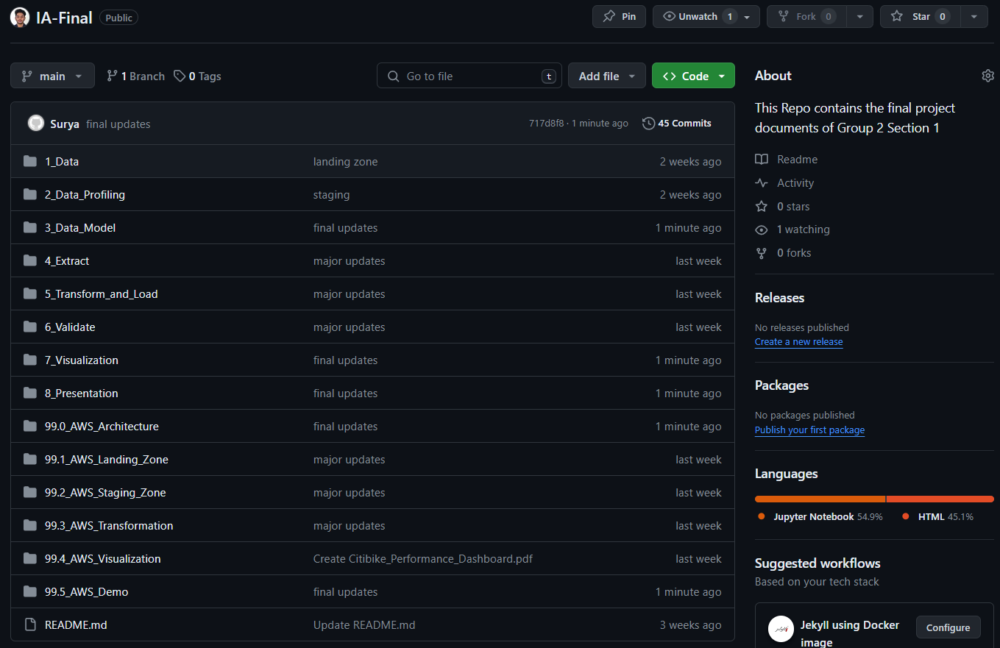 IA-Final Public Pin Unwatch 1 Fork 0 Star 0
main 1 Branch 0 Tags Go to file t Add file Code
Surya final updates 717d8f8 · 1 minute ago 45 Commits
1_Data landing zone 2 weeks ago
2_Data_Profiling staging 2 weeks ago
3_Data_Model final updates 1 minute ago
4_Extract major updates last week
5_Transform_and_Load major updates last week
6_Validate major updates last week
7_Visualization final updates 1 minute ago
8_Presentation final updates 1 minute ago
99.0_AWS_Architecture final updates 1 minute ago
99.1_AWS_Landing_Zone major updates last week
99.2_AWS_Staging_Zone major updates last week
99.3_AWS_Transformation major updates last week
99.4_AWS_Visualization Create Citibike_Performance_Dashboard.pdf last week
99.5_AWS_Demo final updates 1 minute ago
README.md Update README.md 3 weeks ago
About
This Repo contains the final project
documents of Group 2 Section 1
Readme
Activity
0 stars
1 watching
0 forks
Releases
No releases published
Create a new release
Packages
No packages published
Publish your first package
Languages
Jupyter Notebook 54.9% HTML 45.1%
Suggested workflows
Based on your tech stack
Jekyll using Docker
image
Configure